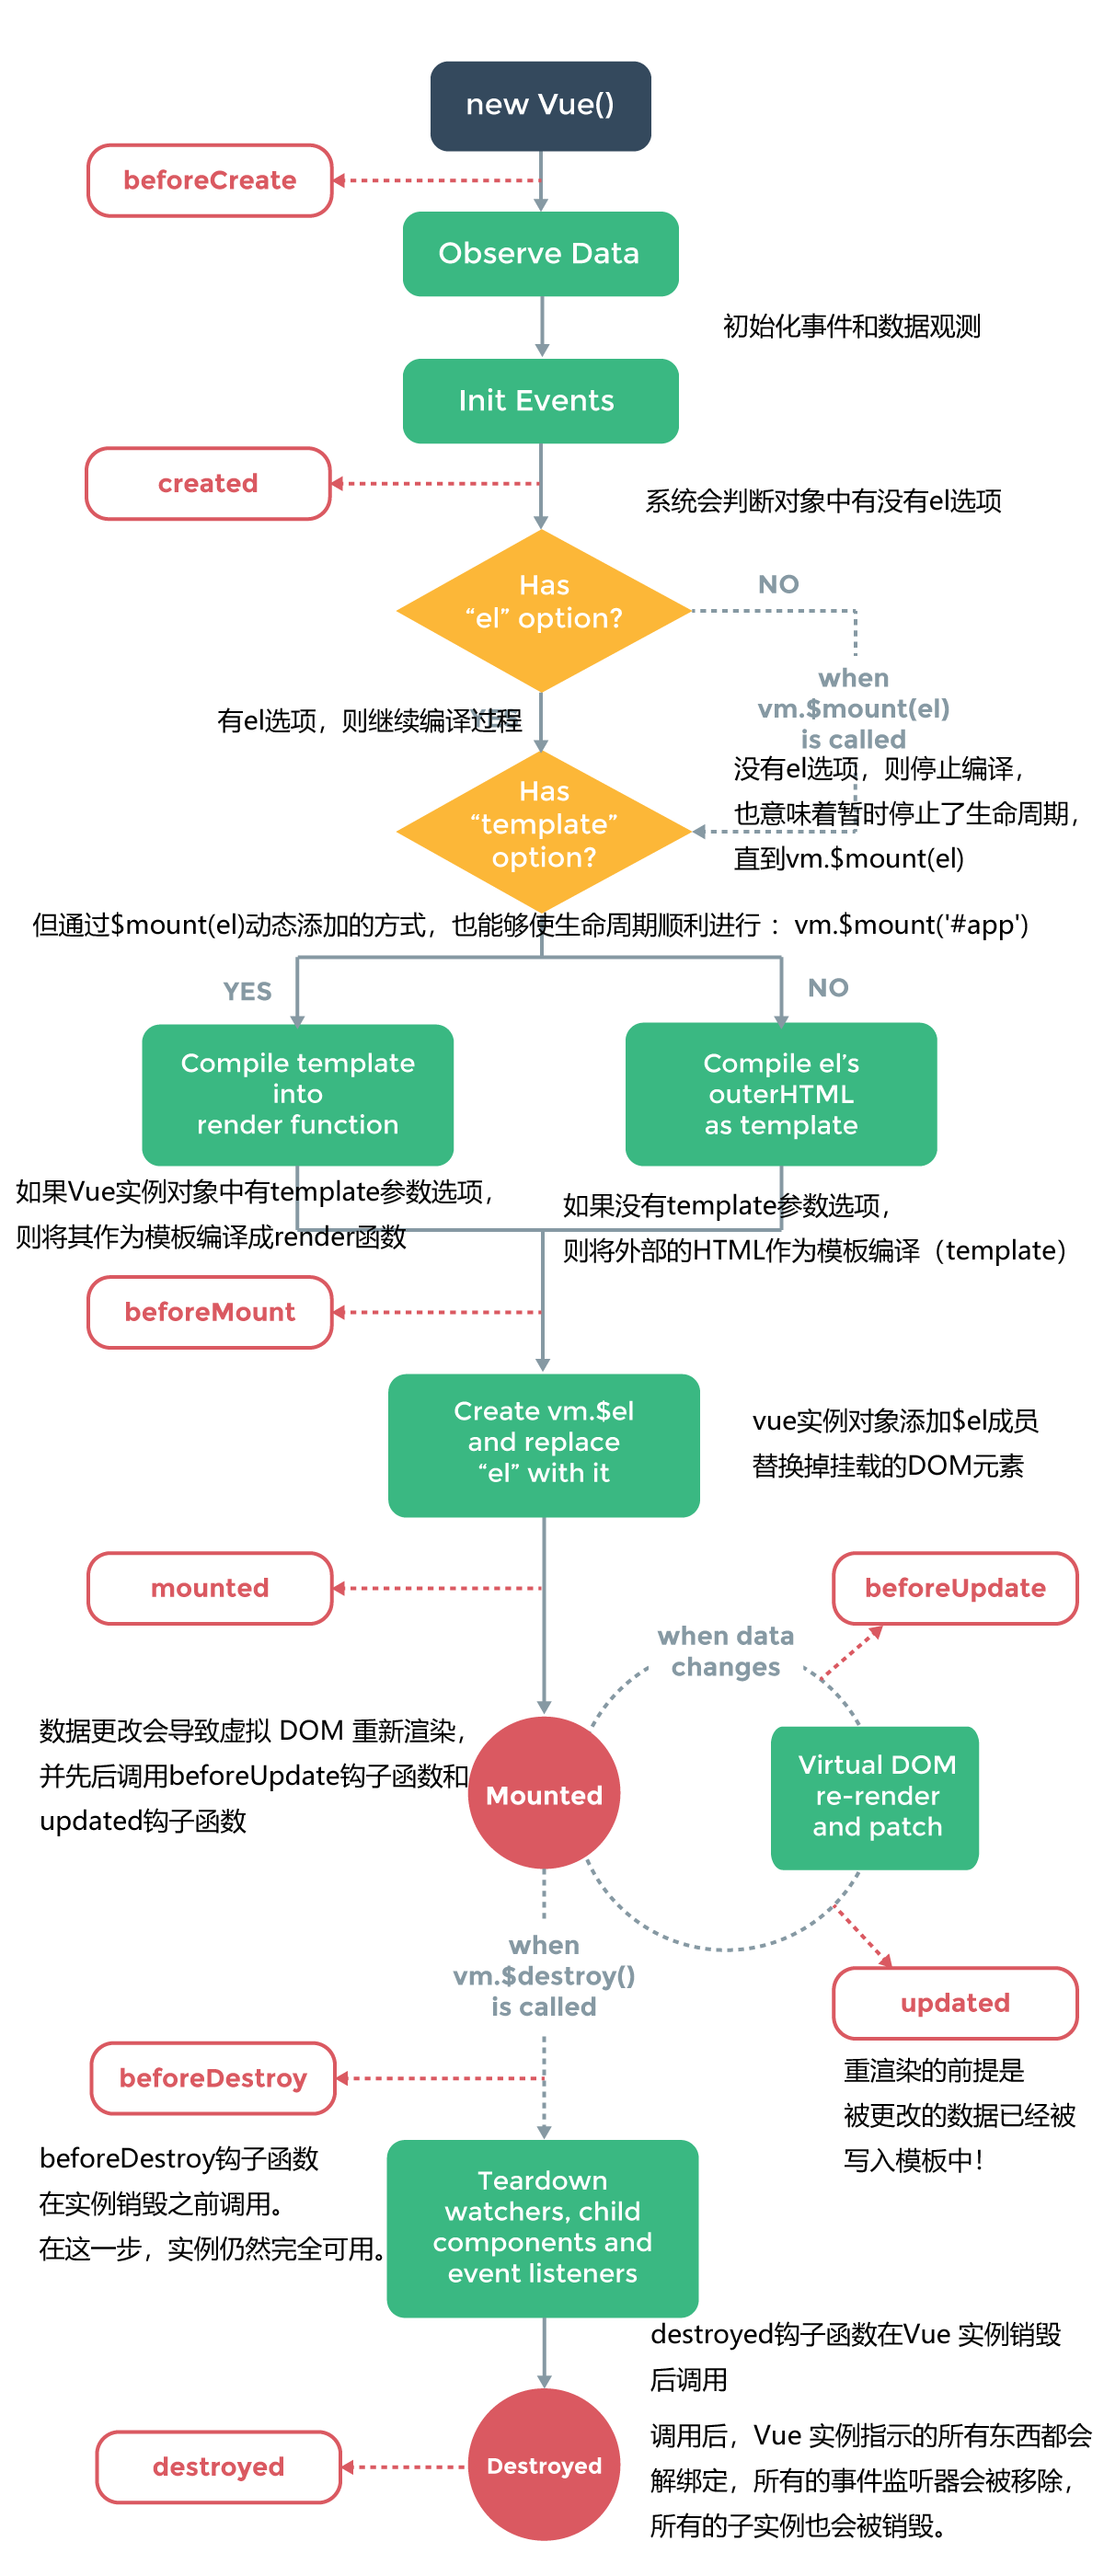 new Vue()
beforeCreate
Observe Data
初始化事件和数据观测
Init Events
created
系统会判断对象中有没有el选项
Has
“el” option?
NO
when
vm.$mount(el)
is called
有el选项，则继续编译过程
YES
没有el选项，则停止编译，
也意味着暂时停止了生命周期，
直到vm.$mount(el)
Has
“template”
option?
但通过$mount(el)动态添加的方式，也能够使生命周期顺利进行：vm.$mount('#app')
YES
NO
Compile template
into
render function
Compile el’s
outerHTML
as template
如果Vue实例对象中有template参数选项，
则将其作为模板编译成render函数
如果没有template参数选项，
则将外部的HTML作为模板编译（template）
beforeMount
Create vm.$el
and replace
“el” with it
vue实例对象添加$el成员
替换掉挂载的DOM元素
mounted
beforeUpdate
when data
changes
数据更改会导致虚拟 DOM 重新渲染，
并先后调用beforeUpdate钩子函数和
updated钩子函数
Mounted
Virtual DOM
re-render
and patch
when
vm.$destroy()
is called
updated
重渲染的前提是
被更改的数据已经被
写入模板中！
beforeDestroy
beforeDestroy钩子函数
在实例销毁之前调用。
在这一步，实例仍然完全可用。
Teardown
watchers, child
components and
event listeners
destroyed钩子函数在Vue 实例销毁
后调用
调用后，Vue 实例指示的所有东西都会
解绑定，所有的事件监听器会被移除，
所有的子实例也会被销毁。
destroyed
Destroyed